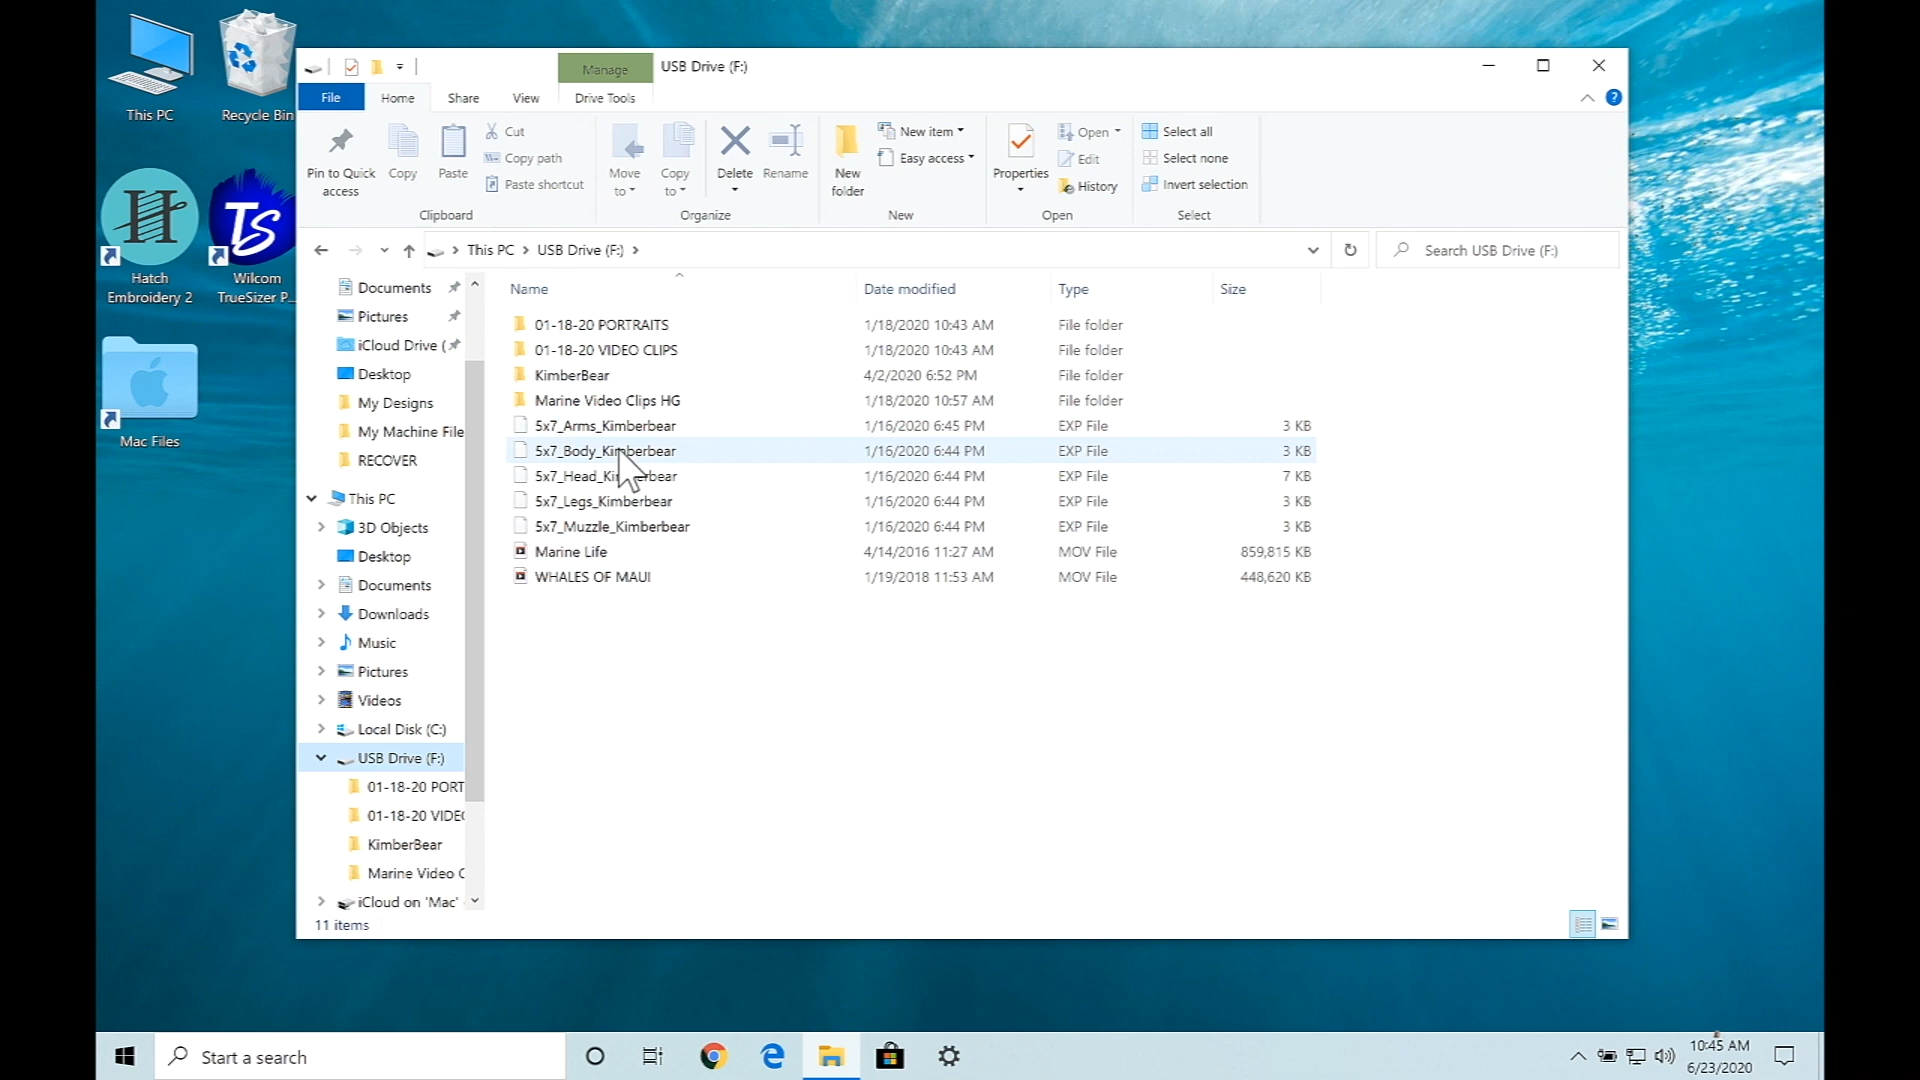 This PC
Recycle Bin
Hatch
Embroidery 2
TS
Wilcom
TrueSizer P...
Mac Files
Manage
USB Drive (F:)
File
Home
Share
View
Drive Tools
Pin to Quick
access
Copy
Paste
Cut
Copy path
Paste shortcut
Clipboard
Move
to
Copy
to
Delete
Rename
Organize
New
folder
New item
Easy access
New
Properties
Open
Edit
History
Open
Select all
Select none
Invert selection
Select
This PC > USB Drive (F:) >
Search USB Drive (F:)
Documents
Pictures
iCloud Drive (
Desktop
My Designs
My Machine File
RECOVER
This PC
3D Objects
Desktop
Documents
Downloads
Music
Pictures
Videos
Local Disk (C:)
USB Drive (F:)
01-18-20 PORT
01-18-20 VIDE
KimberBear
Marine Video C
iCloud on 'Mac'
Name Date modified Type Size
01-18-20 PORTRAITS 1/18/2020 10:43 AM File folder
01-18-20 VIDEO CLIPS 1/18/2020 10:43 AM File folder
KimberBear 4/2/2020 6:52 PM File folder
Marine Video Clips HG 1/18/2020 10:57 AM File folder
5x7_Arms_Kimberbear 1/16/2020 6:45 PM EXP File 3 KB
5x7_Body_Kimberbear 1/16/2020 6:44 PM EXP File 3 KB
5x7_Head_Kimberbear 1/16/2020 6:44 PM EXP File 7 KB
5x7_Legs_Kimberbear 1/16/2020 6:44 PM EXP File 3 KB
5x7_Muzzle_Kimberbear 1/16/2020 6:44 PM EXP File 3 KB
Marine Life 4/14/2016 11:27 AM MOV File 859,815 KB
WHALES OF MAUI 1/19/2018 11:53 AM MOV File 448,620 KB
11 items
Start a search
10:45 AM
6/23/2020